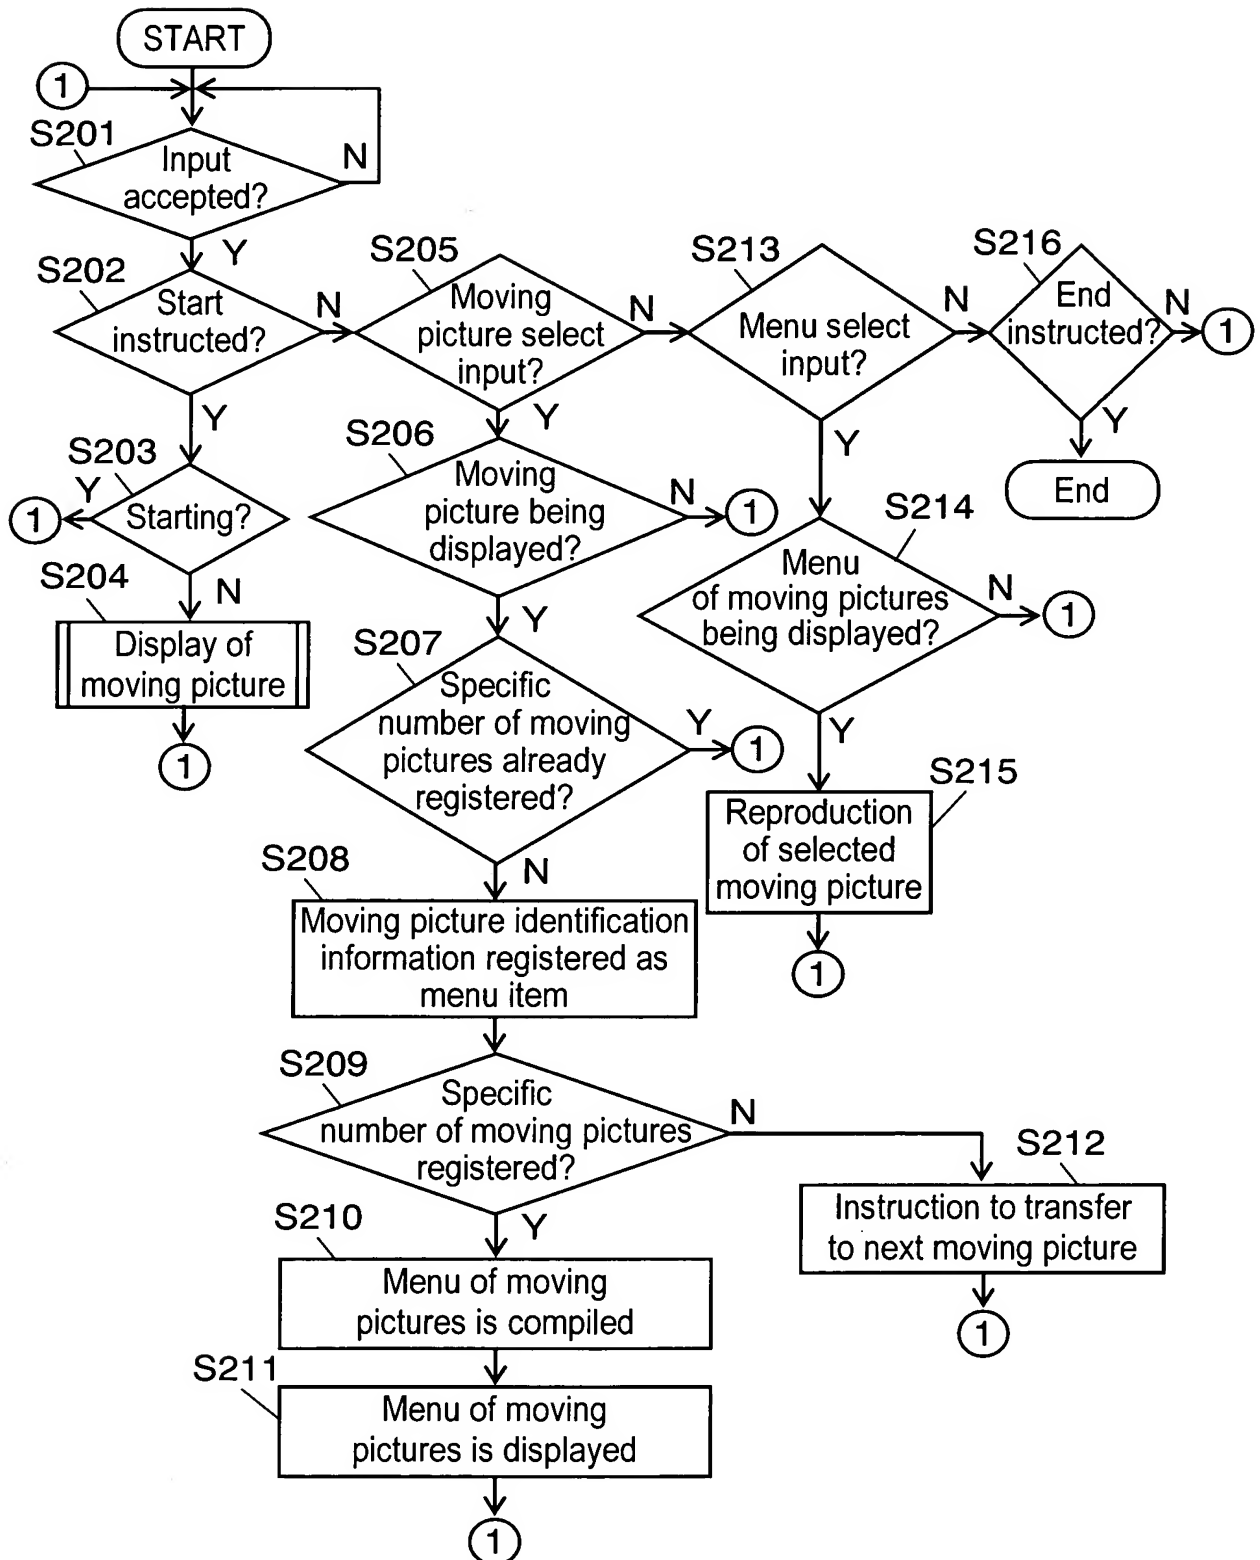 START
1
S201
Input
accepted?
N
Y
S202
Start
instructed?
N
Y
S203
Y
Starting?
1
N
S204
Display of
moving picture
1
S205
Moving
picture select
input?
N
Y
S206
Moving
picture being
displayed?
N
1
Y
S207
Specific
number of moving
pictures already
registered?
Y
1
N
S208
Moving picture identification
information registered as
menu item
S209
Specific
number of moving pictures
registered?
N
Y
S210
Menu of moving
pictures is compiled
S211
Menu of moving
pictures is displayed
1
S212
Instruction to transfer
to next moving picture
1
S213
Menu select
input?
N
Y
S214
Menu
of moving pictures
being displayed?
N
1
Y
S215
Reproduction
of selected
moving picture
1
S216
End
instructed?
N
1
Y
End